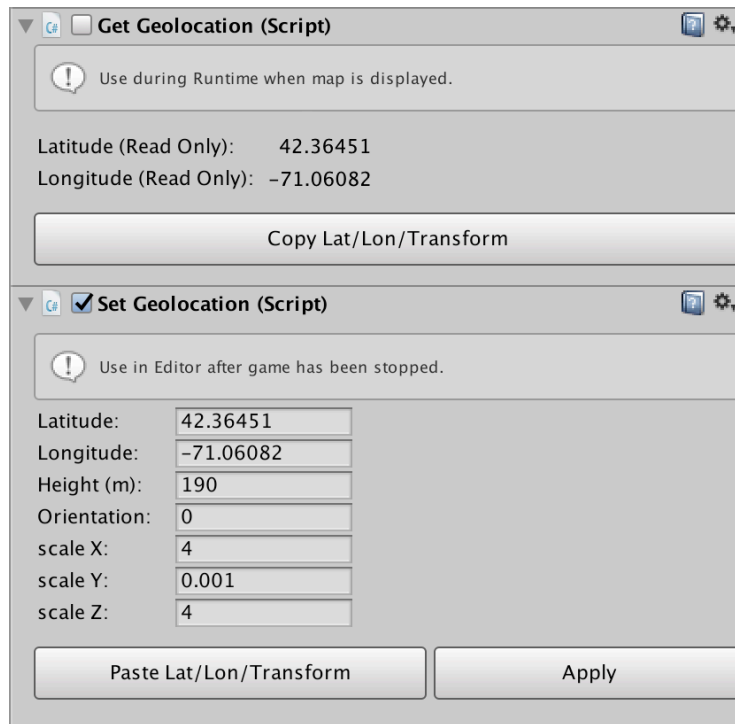 C# Get Geolocation (Script)
Use during Runtime when map is displayed.
Latitude (Read Only): 42.36451
Longitude (Read Only): -71.06082
Copy Lat/Lon/Transform
C# Set Geolocation (Script)
Use in Editor after game has been stopped.
Latitude: 42.36451
Longitude: -71.06082
Height (m): 190
Orientation: 0
scale X: 4
scale Y: 0.001
scale Z: 4
Paste Lat/Lon/Transform Apply